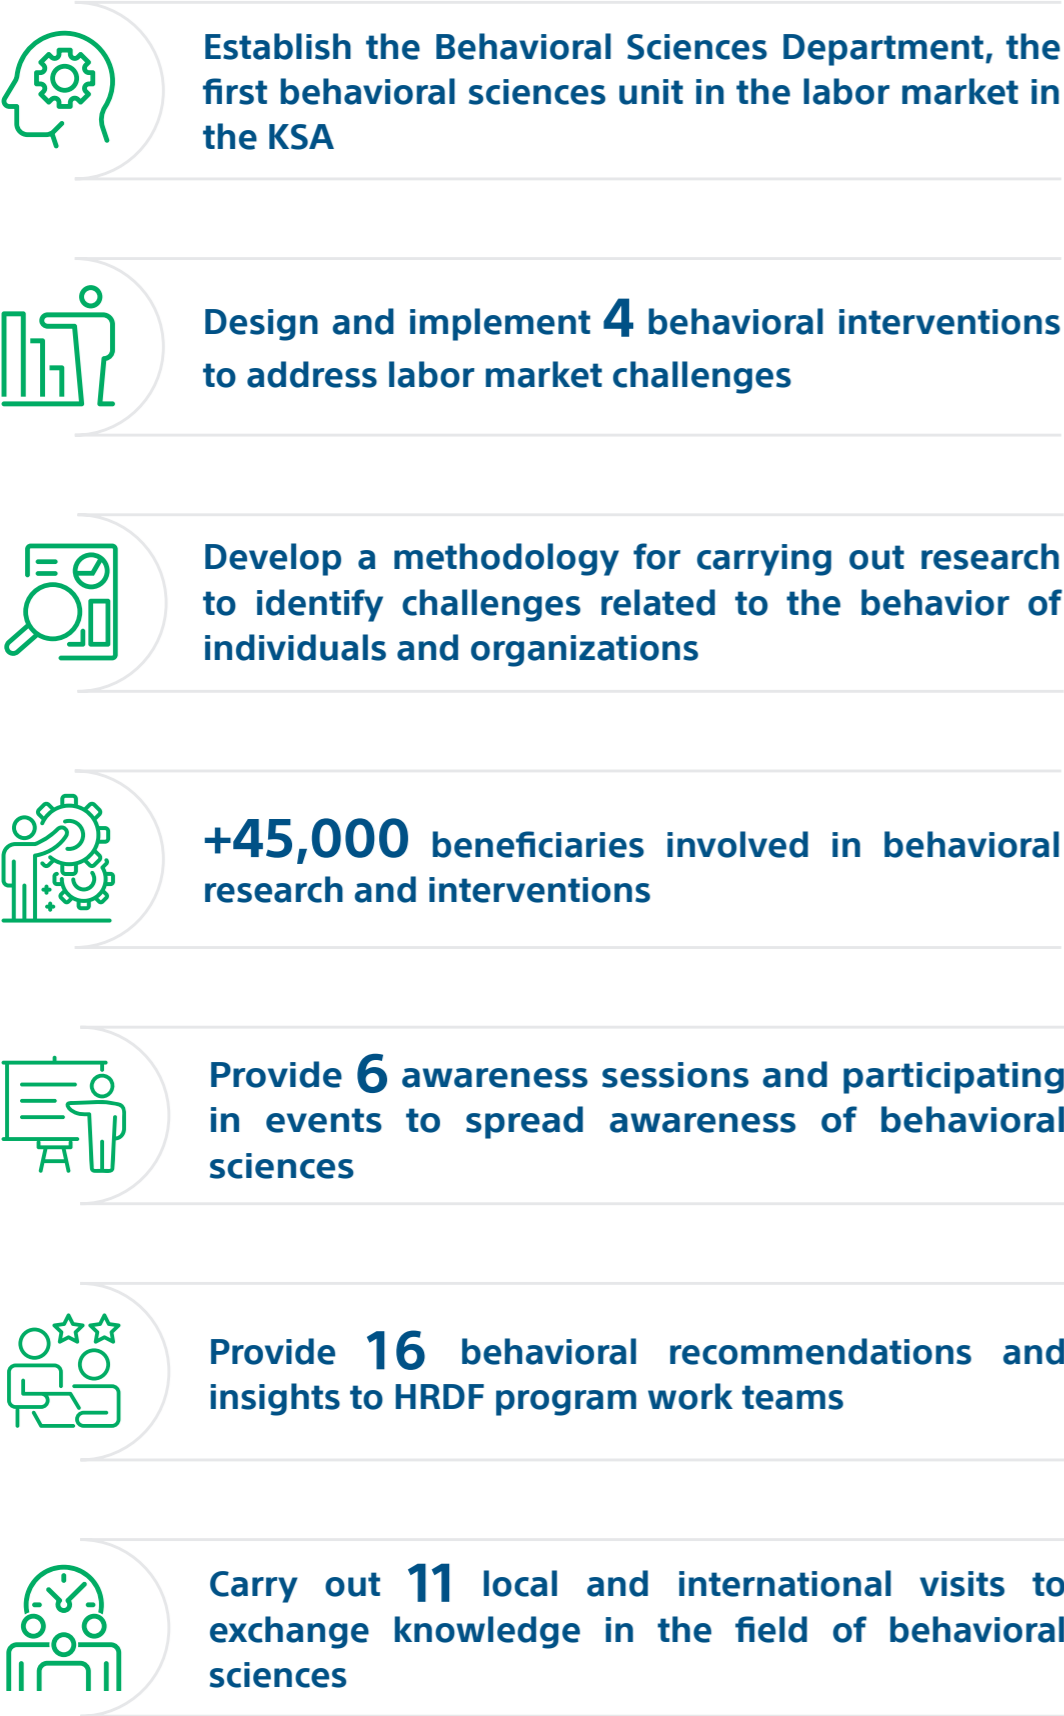 Establish the Behavioral Sciences Department, the
first behavioral sciences unit in the labor market in
the KSA
Design and implement 4 behavioral interventions
to address labor market challenges
Develop a methodology for carrying out research
to identify challenges related to the behavior of
individuals and organizations
+45,000 beneficiaries involved in behavioral
research and interventions
Provide 6 awareness sessions and participating
in events to spread awareness of behavioral
sciences
Provide 16 behavioral recommendations and
insights to HRDF program work teams
Carry out 11 local and international visits to
exchange knowledge in the field of behavioral
sciences